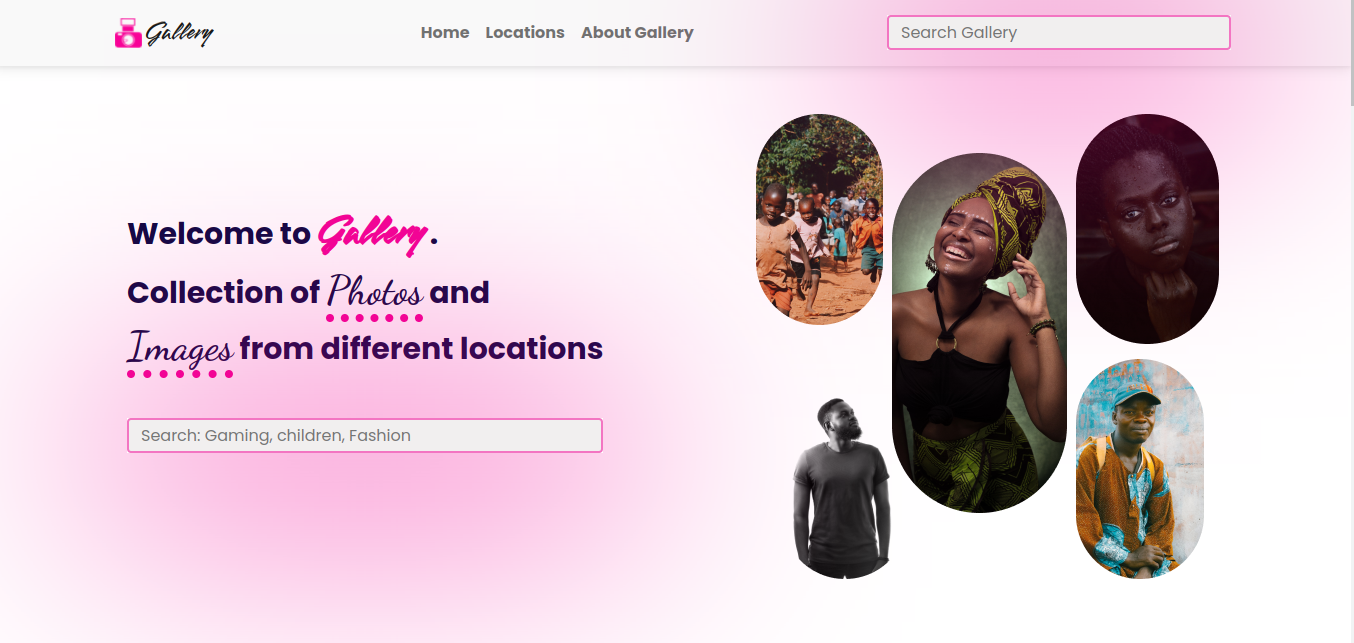 Gallery
Home Locations About Gallery
Search Gallery
Welcome to Gallery.
Collection of Photos and
Images from different locations
Search: Gaming, children, Fashion